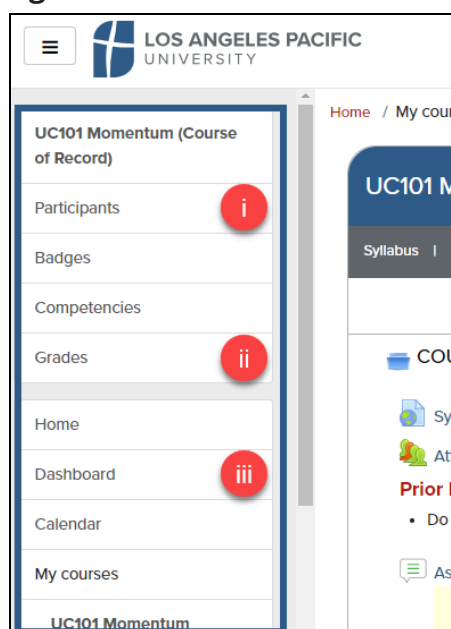 ≡
LOS ANGELES PACIFIC
UNIVERSITY
Home / My cour
UC101 Momentum (Course
of Record)
Participants i
Badges
Competencies
Grades ii
Home
Dashboard iii
Calendar
My courses
UC101 Momentum
UC101 M
Syllabus |
COU
Sy
At
Prior
• Do
As